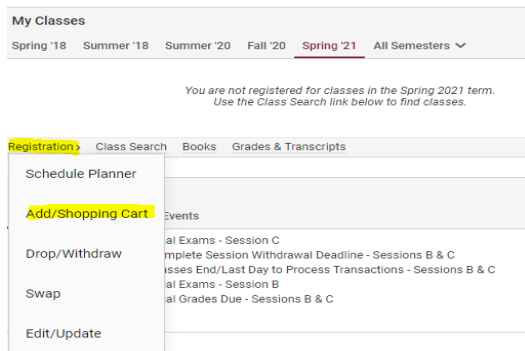 My Classes
Spring '18 Summer '18 Summer '20 Fall '20 Spring '21 All Semesters
You are not registered for classes in the Spring 2021 term.
Use the Class Search link below to find classes.
Registration› Class Search Books Grades & Transcripts
Schedule Planner
Add/Shopping Cart
Events
al Exams - Session C
mplete Session Withdrawal Deadline - Sessions B & C
asses End/Last Day to Process Transactions - Sessions B & C
al Exams - Session B
al Grades Due - Sessions B & C
Drop/Withdraw
Swap
Edit/Update